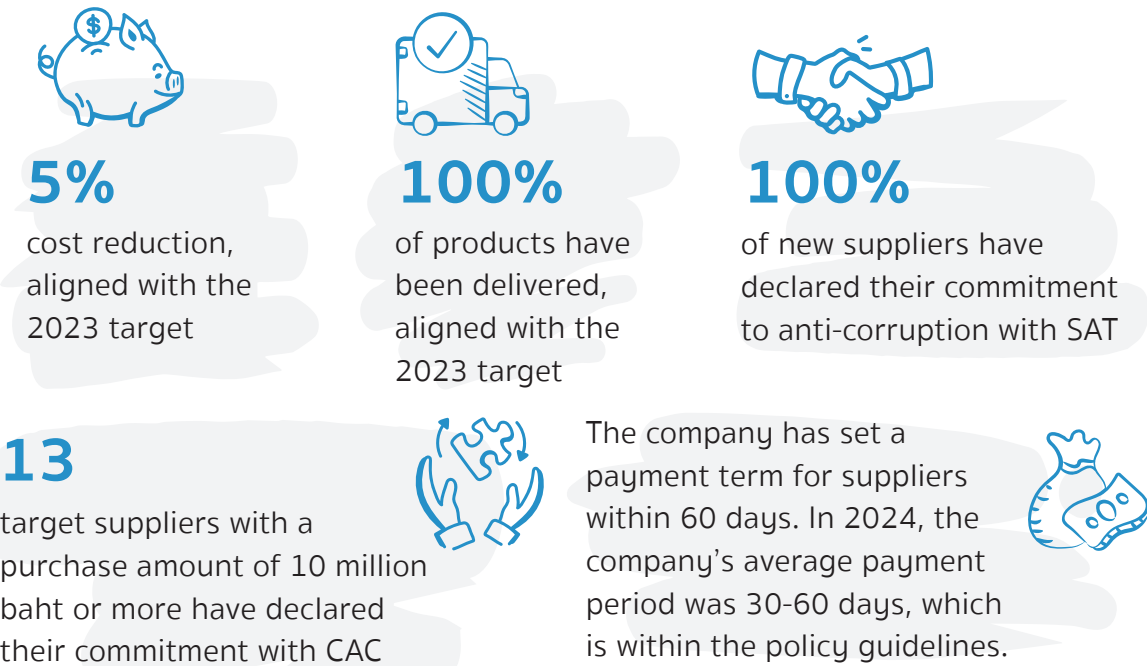 5%
cost reduction,
aligned with the
2023 target
100%
of products have
been delivered,
aligned with the
2023 target
100%
of new suppliers have
declared their commitment
to anti-corruption with SAT
13
target suppliers with a
purchase amount of 10 million
baht or more have declared
their commitment with CAC
The company has set a
payment term for suppliers
within 60 days. In 2024, the
company's average payment
period was 30-60 days, which
is within the policy guidelines.